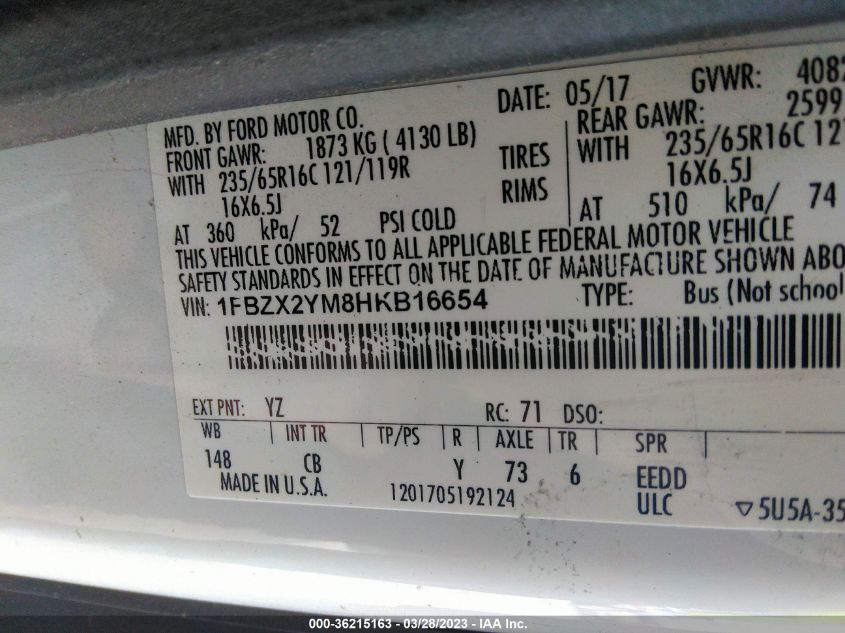 MFD. BY FORD MOTOR CO. DATE: 05/17 GVWR: 4082
FRONT GAWR: 1873 KG ( 4130 LB) REAR GAWR: 2599
WITH 235/65R16C 121/119R TIRES WITH 235/65R16C 12
16X6.5J RIMS 16X6.5J
AT 360 kPa/ 52 PSI COLD AT 510 kPa/ 74
THIS VEHICLE CONFORMS TO ALL APPLICABLE FEDERAL MOTOR VEHICLE
SAFETY STANDARDS IN EFFECT ON THE DATE OF MANUFACTURE SHOWN ABO
VIN: 1FBZX2YM8HKB16654 TYPE: Bus (Not school
EXT PNT: YZ RC: 71 DSO:
WB | INT TR | TP/PS | R | AXLE | TR | SPR |
148 CB Y 73 6 EEDD
MADE IN U.S.A. 1201705192124 ULC ▽5U5A-35
000-36215163 - 03/28/2023 - IAA Inc.